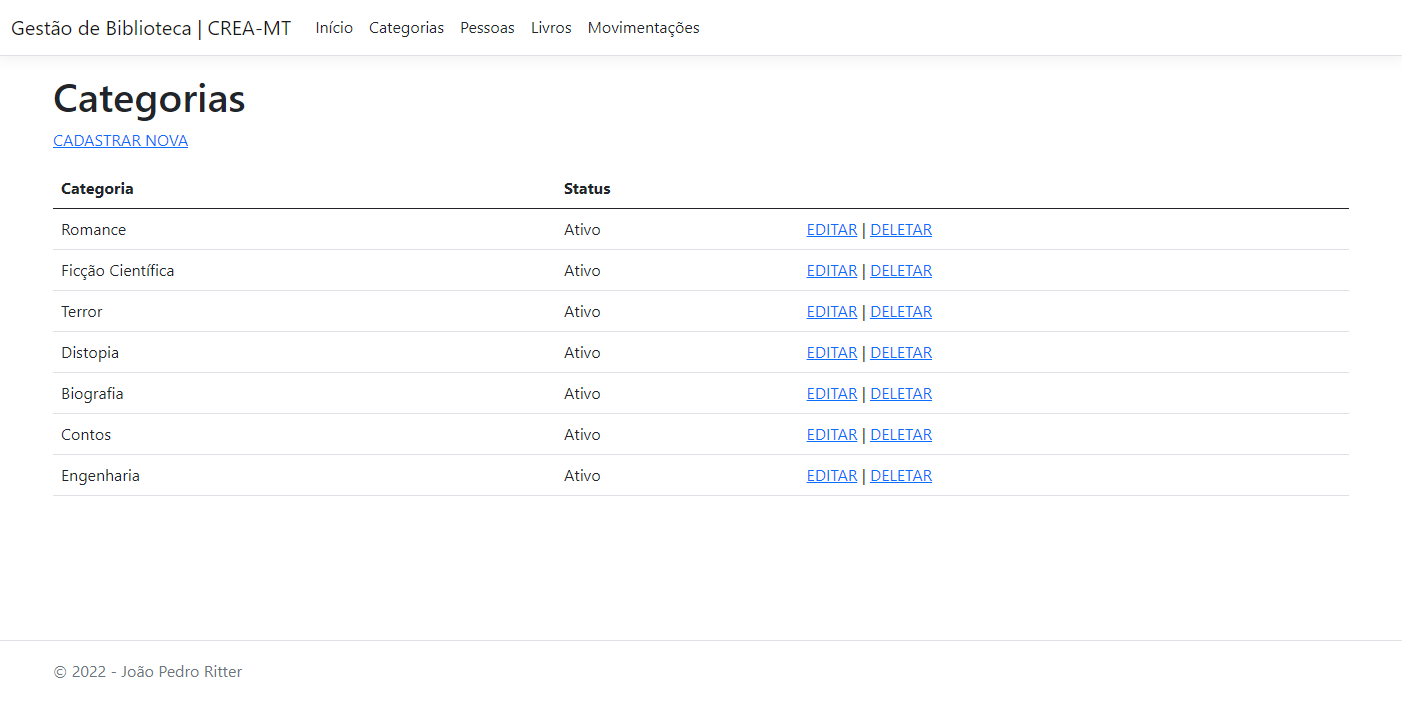 Gestão de Biblioteca | CREA-MT Início Categorias Pessoas Livros Movimentações
Categorias
CADASTRAR NOVA
Categoria Status
Romance Ativo EDITAR | DELETAR
Ficção Científica Ativo EDITAR | DELETAR
Terror Ativo EDITAR | DELETAR
Distopia Ativo EDITAR | DELETAR
Biografia Ativo EDITAR | DELETAR
Contos Ativo EDITAR | DELETAR
Engenharia Ativo EDITAR | DELETAR
© 2022 - João Pedro Ritter